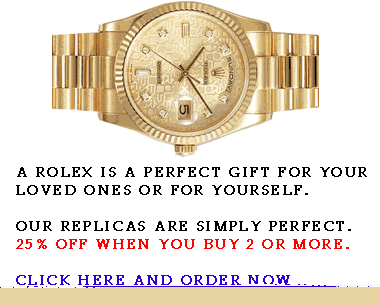 A ROLEX IS A PERFECT GIFT FOR YOUR
LOVED ONES OR FOR YOURSELF.
OUR REPLICAS ARE SIMPLY PERFECT.
25% OFF WHEN YOU BUY 2 OR MORE.
CLICK HERE AND ORDER NOW.....